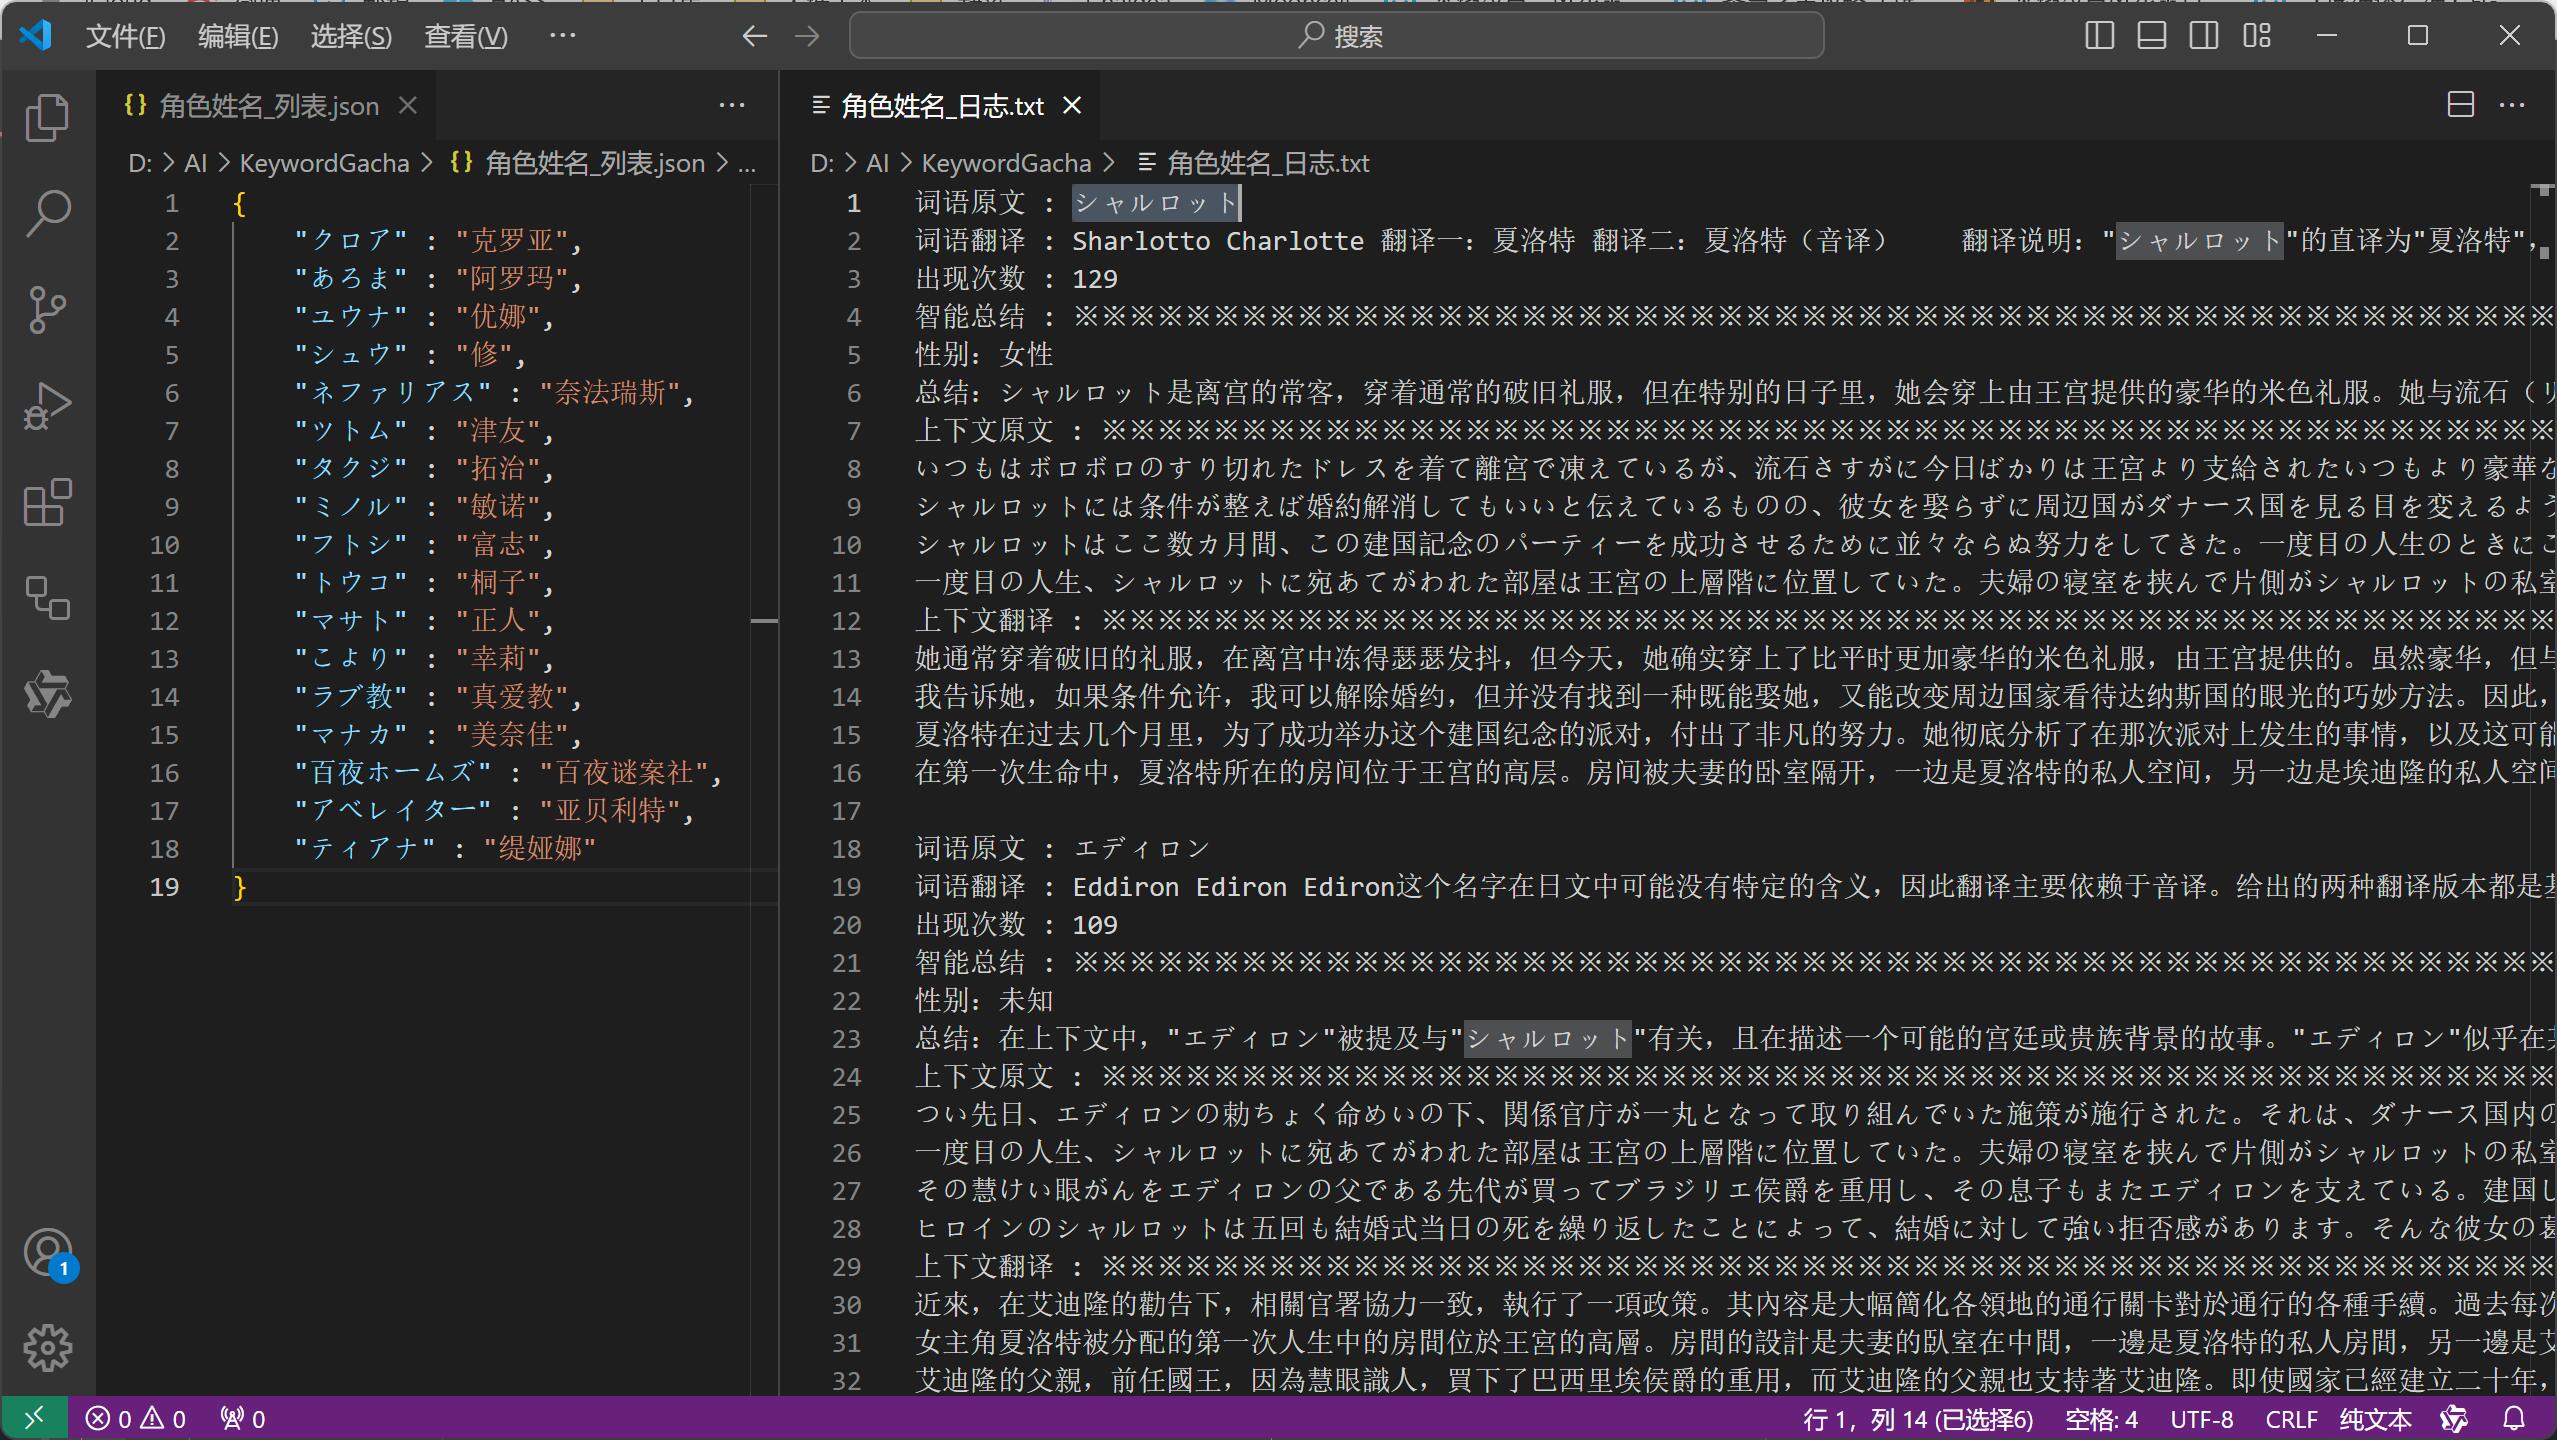 文件(F) 编辑(E) 选择(S) 查看(V) ··· 搜索
角色姓名_列表.json
D: > AI > KeywordGacha > {} 角色姓名_列表.json > ...
1 {
2 "クロア" : "克罗亚",
3 "あろま" : "阿罗玛",
4 "ユウナ" : "优娜",
5 "シュウ" : "修",
6 "ネファリアス" : "奈法瑞斯",
7 "ツトム" : "津友",
8 "タクジ" : "拓治",
9 "ミノル" : "敏诺",
10 "フトシ" : "富志",
11 "トウコ" : "桐子",
12 "マサト" : "正人",
13 "こより" : "幸莉",
14 "ラブ教" : "真爱教",
15 "マナカ" : "美奈佳",
16 "百夜ホームズ" : "百夜谜案社",
17 "アベレイター" : "亚贝利特",
18 "ティアナ" : "缇娅娜"
19 }
角色姓名_日志.txt
D: > AI > KeywordGacha > 角色姓名_日志.txt
1 词语原文 : シャルロット
2 词语翻译 : Sharlotto Charlotte 翻译一: 夏洛特 翻译二: 夏洛特（音译） 翻译说明: "シャルロット"的直译为"夏洛特",
3 出现次数 : 129
4 智能总结 : ※※※※※※※※※※※※※※※※※※※※※※※※※※※※※※※※※※※※※※※※※※※※※※※※※※※※※
5 性别: 女性
6 总结: シャルロット是离宫的常客，穿着通常的破旧礼服，但在特别的日子里，她会穿上由王宫提供的豪华的米色礼服。她与流石（リ
7 上下文原文 : ※※※※※※※※※※※※※※※※※※※※※※※※※※※※※※※※※※※※※※※※※※※※※※※※※※※※
8 いつもはボロボロのすり切れたドレスを着て離宮で凍えているが、流石さすがに今日ばかりは王宮より支給されたいつもより豪華な
9 シャルロットには条件が整えば婚約解消してもいいと伝えているものの、彼女を娶らずに周辺国がダナース国を見る目を変えるよう
10 シャルロットはここ数カ月間、この建国記念のパーティーを成功させるために並々ならぬ努力をしてきた。一度目の人生のときにこ
11 一度目の人生、シャルロットに宛あてがわれた部屋は王宮の上層階に位置していた。夫婦の寝室を挟んで片側がシャルロットの私室
12 上下文翻译 : ※※※※※※※※※※※※※※※※※※※※※※※※※※※※※※※※※※※※※※※※※※※※※※※※※※※※
13 她通常穿着破旧的礼服，在离宫中冻得瑟瑟发抖，但今天，她确实穿上了比平时更加豪华的米色礼服，由王宫提供的。虽然豪华，但与
14 我告诉她，如果条件允许，我可以解除婚约，但并没有找到一种既能娶她，又能改变周边国家看待达纳斯国的眼光的巧妙方法。因此，
15 夏洛特在过去几个月里，为了成功举办这个建国纪念的派对，付出了非凡的努力。她彻底分析了在那次派对上发生的事情，以及这可能
16 在第一次生命中，夏洛特所在的房间位于王宫的高层。房间被夫妻的卧室隔开，一边是夏洛特的私人空间，另一边是埃迪隆的私人空间
17
18 词语原文 : エディロン
19 词语翻译 : Eddiron Ediron Ediron这个名字在日文中可能没有特定的含义，因此翻译主要依赖于音译。给出的两种翻译版本都是基
20 出现次数 : 109
21 智能总结 : ※※※※※※※※※※※※※※※※※※※※※※※※※※※※※※※※※※※※※※※※※※※※※※※※※※※※※
22 性别: 未知
23 总结: 在上下文中，"エディロン"被提及与"シャルロット"有关，且在描述一个可能的宫廷或贵族背景的故事。"エディロン"似乎在其
24 上下文原文 : ※※※※※※※※※※※※※※※※※※※※※※※※※※※※※※※※※※※※※※※※※※※※※※※※※※※※
25 つい先日、エディロンの勅ちょく命めいの下、関係官庁が一丸となって取り組んでいた施策が施行された。それは、ダナース国内の
26 一度目の人生、シャルロットに宛あてがわれた部屋は王宮の上層階に位置していた。夫婦の寝室を挟んで片側がシャルロットの私室
27 その慧けい眼がんをエディロンの父である先代が買ってブラジリエ侯爵を重用し、その息子もまたエディロンを支えている。建国し
28 ヒロインのシャルロットは五回も結婚式当日の死を繰り返したことによって、結婚に対して強い拒否感があります。そんな彼女の葛
29 上下文翻译 : ※※※※※※※※※※※※※※※※※※※※※※※※※※※※※※※※※※※※※※※※※※※※※※※※※※※※
30 近來，在艾迪隆的勸告下，相關官署協力一致，執行了一項政策。其內容是大幅簡化各領地的通行關卡對於通行的各種手續。過去每次
31 女主角夏洛特被分配的第一次人生中的房間位於王宮的高層。房間的設計是夫妻的臥室在中間，一邊是夏洛特的私人房間，另一邊是艾
32 艾迪隆的父親，前任國王，因為慧眼識人，買下了巴西里埃侯爵的重用，而艾迪隆的父親也支持著艾迪隆。即使國家已經建立二十年，
1
0 0 0 行 1，列 14 (已选择6) 空格: 4 UTF-8 CRLF 纯文本